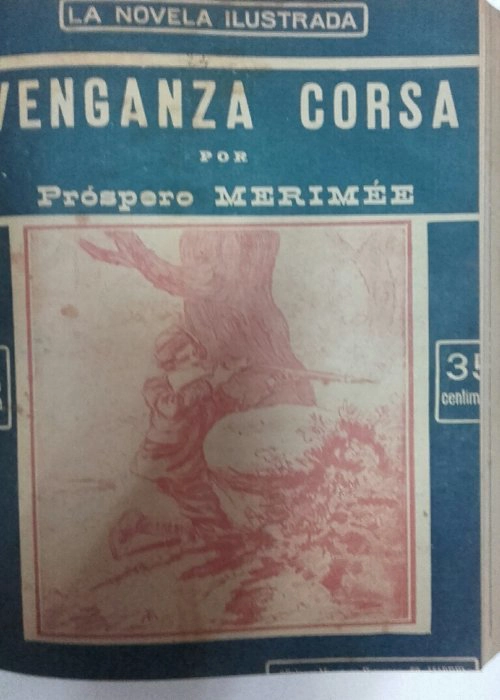 LA NOVELA ILUSTRADA
VENGANZA CORSA
POR
Próspero MERIMÉE
35
centim